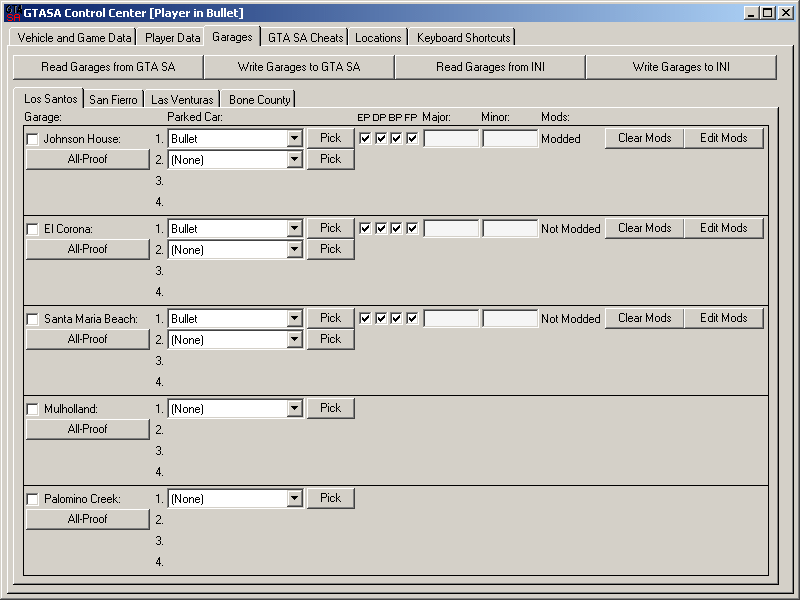 GTASA Control Center [Player in Bullet]
Vehicle and Game Data Player Data Garages GTA SA Cheats Locations Keyboard Shortcuts
Read Garages from GTA SA Write Garages to GTA SA Read Garages from INI Write Garages to INI
Los Santos San Fierro Las Venturas Bone County
Garage: Parked Car: EP DP BP FP Major: Minor: Mods:
Johnson House: 1. Bullet Pick Modded Clear Mods Edit Mods
All-Proof 2. (None) Pick
3.
4.
El Corona: 1. Bullet Pick Not Modded Clear Mods Edit Mods
All-Proof 2. (None) Pick
3.
4.
Santa Maria Beach: 1. Bullet Pick Not Modded Clear Mods Edit Mods
All-Proof 2. (None) Pick
3.
4.
Mulholland: 1. (None) Pick
All-Proof 2.
3.
4.
Palomino Creek: 1. (None) Pick
All-Proof 2.
3.
4.